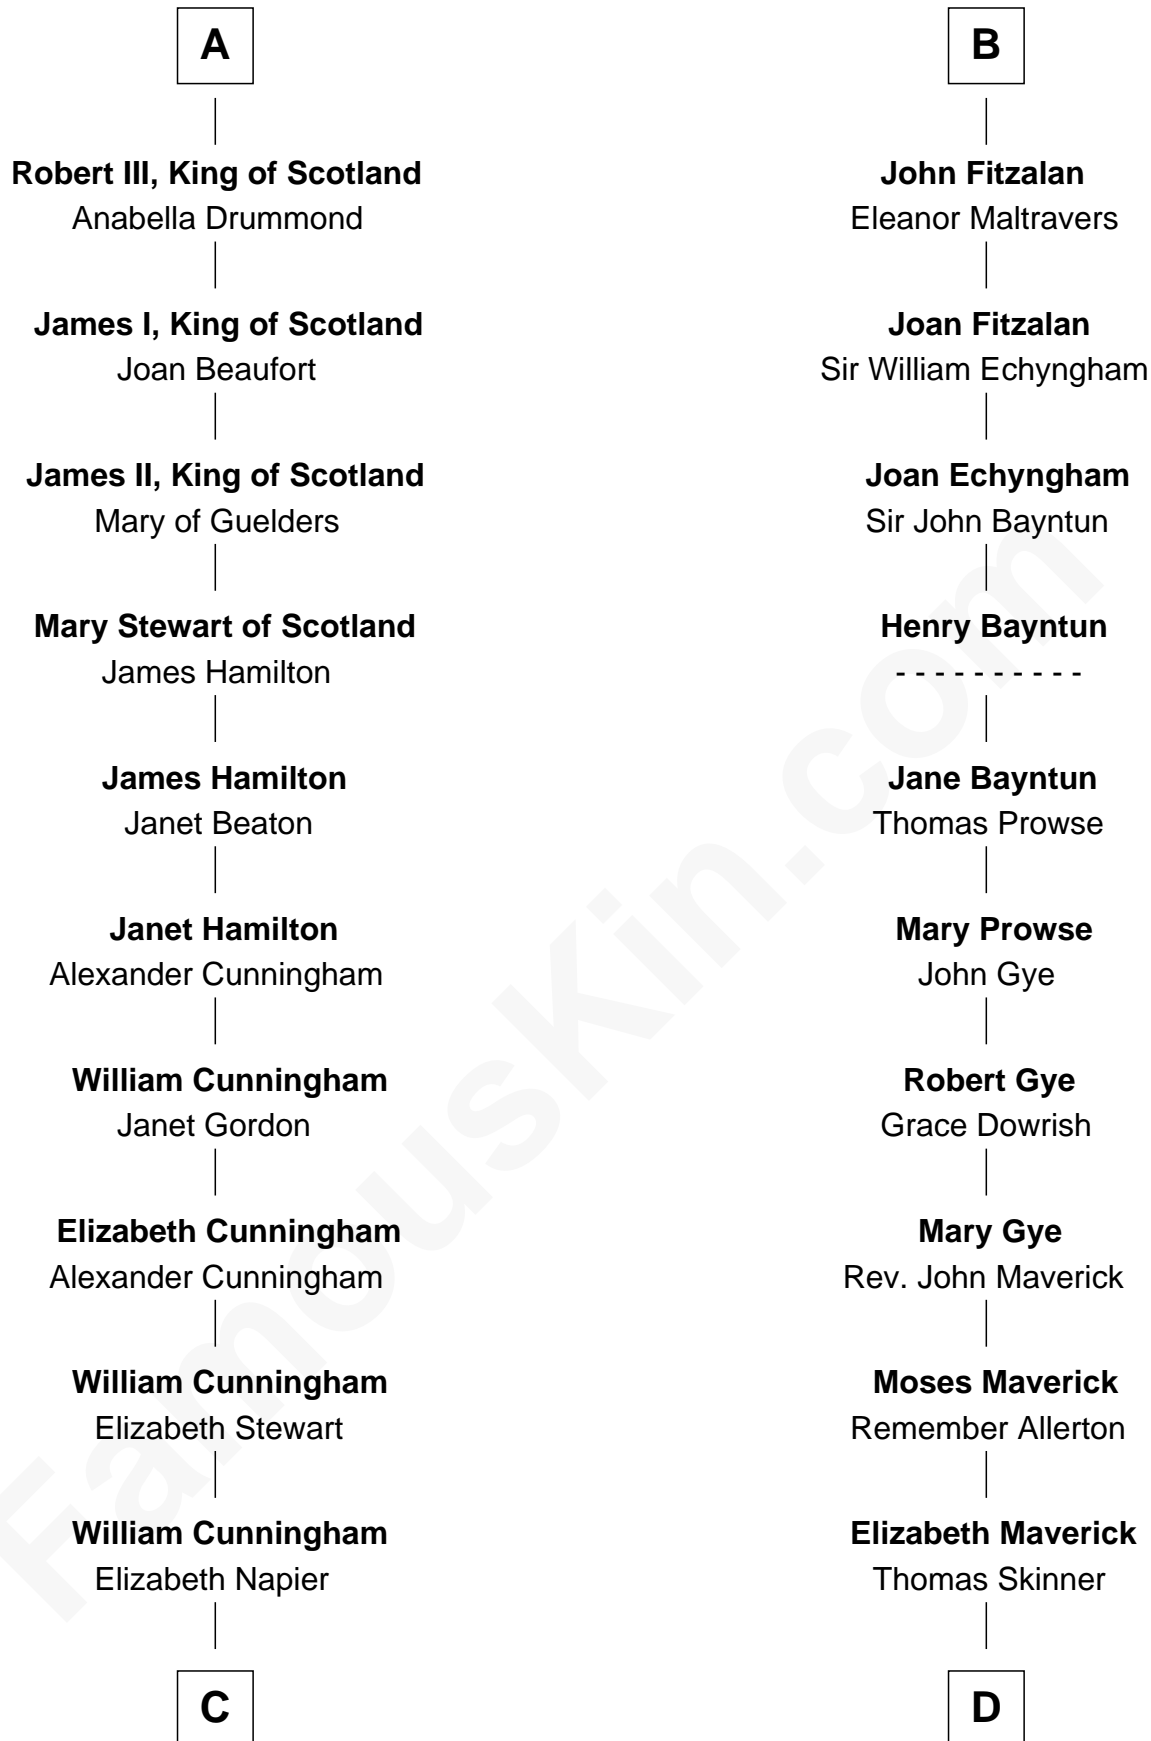 A
Robert III, King of Scotland
Anabella Drummond
James I, King of Scotland
Joan Beaufort
James II, King of Scotland
Mary of Guelders
Mary Stewart of Scotland
James Hamilton
James Hamilton
Janet Beaton
Janet Hamilton
Alexander Cunningham
William Cunningham
Janet Gordon
Elizabeth Cunningham
Alexander Cunningham
William Cunningham
Elizabeth Stewart
William Cunningham
Elizabeth Napier
C
B
John Fitzalan
Eleanor Maltravers
Joan Fitzalan
Sir William Echyngham
Joan Echyngham
Sir John Bayntun
Henry Bayntun
- - - - - - - - - -
Jane Bayntun
Thomas Prowse
Mary Prowse
John Gye
Robert Gye
Grace Dowrish
Mary Gye
Rev. John Maverick
Moses Maverick
Remember Allerton
Elizabeth Maverick
Thomas Skinner
D
FamousKin.com